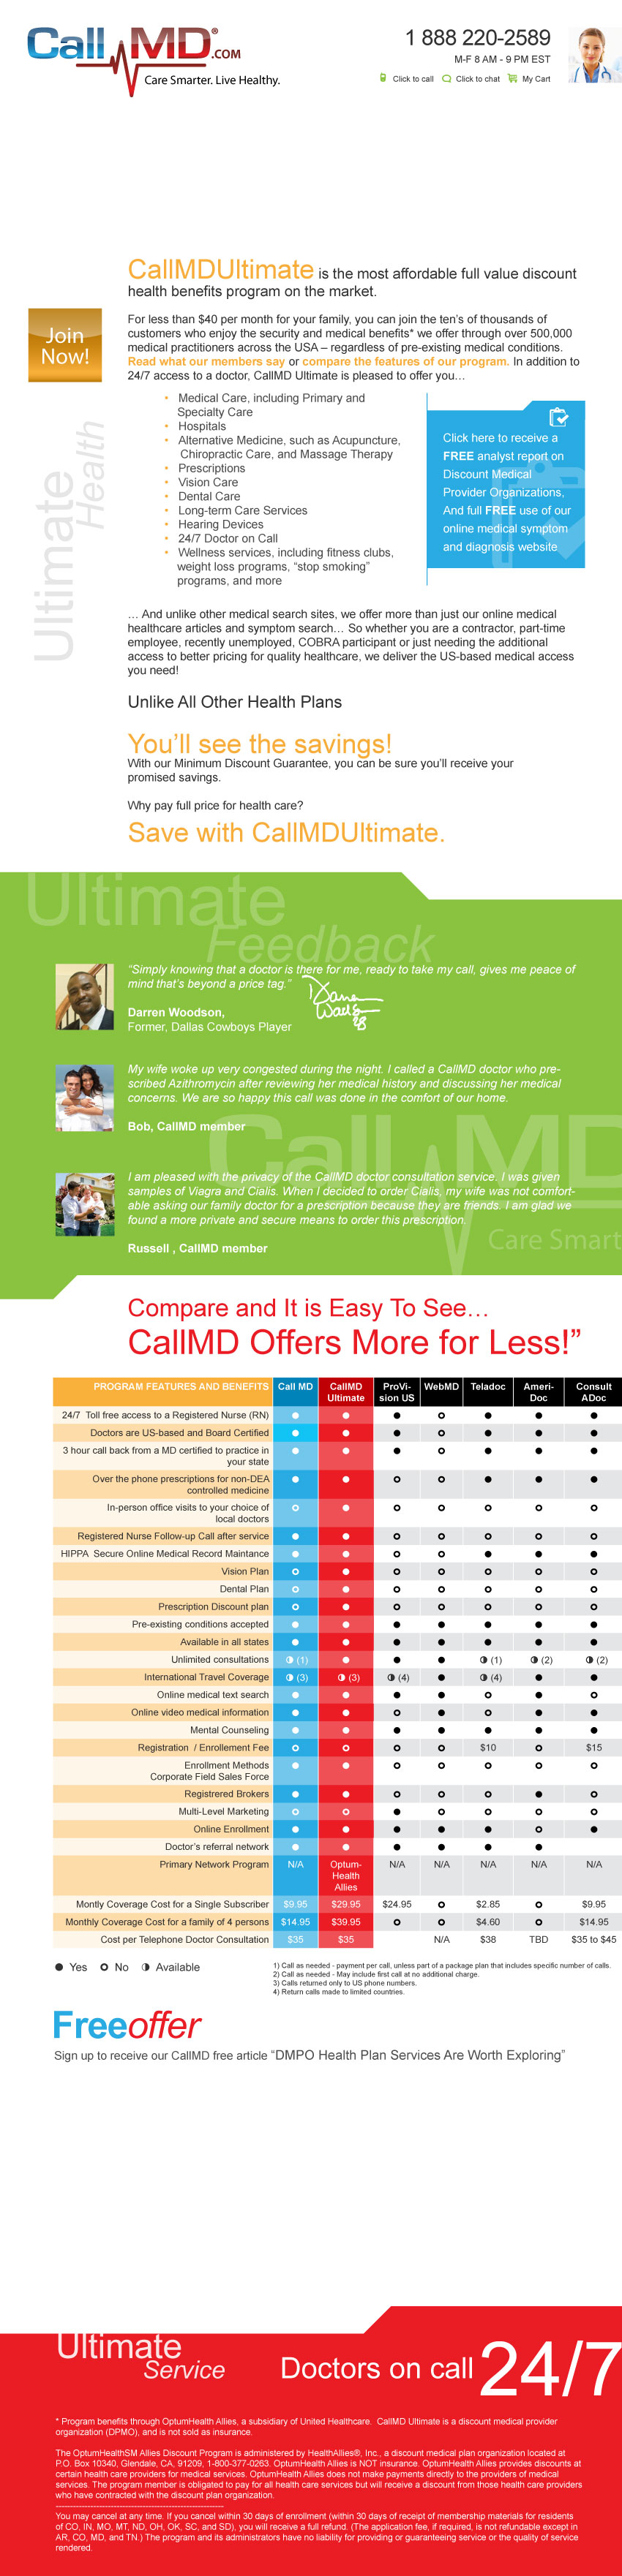 CallMD®.COM
Care Smarter. Live Healthy.
1 888 220-2589
M-F 8 AM - 9 PM EST
Click to call Click to chat My Cart
CallMDUltimate is the most affordable full value discount
health benefits program on the market.
Join
Now!
For less than $40 per month for your family, you can join the ten's of thousands of
customers who enjoy the security and medical benefits* we offer through over 500,000
medical practitioners across the USA – regardless of pre-existing medical conditions.
Read what our members say or compare the features of our program. In addition to
24/7 access to a doctor, CallMD Ultimate is pleased to offer you…
Ultimate
Health
• Medical Care, including Primary and
Specialty Care
• Hospitals
• Alternative Medicine, such as Acupuncture,
Chiropractic Care, and Massage Therapy
• Prescriptions
• Vision Care
• Dental Care
• Long-term Care Services
• Hearing Devices
• 24/7 Doctor on Call
• Wellness services, including fitness clubs,
weight loss programs, "stop smoking"
programs, and more
Click here to receive a
FREE analyst report on
Discount Medical
Provider Organizations,
And full FREE use of our
online medical symptom
and diagnosis website
… And unlike other medical search sites, we offer more than just our online medical
healthcare articles and symptom search… So whether you are a contractor, part-time
employee, recently unemployed, COBRA participant or just needing the additional
access to better pricing for quality healthcare, we deliver the US-based medical access
you need!
Unlike All Other Health Plans
You'll see the savings!
With our Minimum Discount Guarantee, you can be sure you'll receive your
promised savings.
Why pay full price for health care?
Save with CallMDUltimate.
Ultimate
Feedback
"Simply knowing that a doctor is there for me, ready to take my call, gives me peace of
mind that's beyond a price tag."
Darren Woodson,
Former, Dallas Cowboys Player
My wife woke up very congested during the night. I called a CallMD doctor who pre-
scribed Azithromycin after reviewing her medical history and discussing her medical
concerns. We are so happy this call was done in the comfort of our home.
Bob, CallMD member
CallMD
Care Smart
I am pleased with the privacy of the CallMD doctor consultation service. I was given
samples of Viagra and Cialis. When I decided to order Cialis, my wife was not comfort-
able asking our family doctor for a prescription because they are friends. I am glad we
found a more private and secure means to order this prescription.
Russell , CallMD member
Compare and It is Easy To See…
CallMD Offers More for Less!"
PROGRAM FEATURES AND BENEFITS Call MD CallMD Ultimate ProVi-sion US WebMD Teladoc Ameri-Doc Consult ADoc
24/7 Toll free access to a Registered Nurse (RN)
Doctors are US-based and Board Certified
3 hour call back from a MD certified to practice in
your state
Over the phone prescriptions for non-DEA
controlled medicine
In-person office visits to your choice of
local doctors
Registered Nurse Follow-up Call after service
HIPPA Secure Online Medical Record Maintance
Vision Plan
Dental Plan
Prescription Discount plan
Pre-existing conditions accepted
Available in all states
Unlimited consultations (1) (1) (2) (2)
International Travel Coverage (3) (3) (4) (4)
Online medical text search
Online video medical information
Mental Counseling
Registration / Enrollement Fee $10 $15
Enrollment Methods
Corporate Field Sales Force
Registrered Brokers
Multi-Level Marketing
Online Enrollment
Doctor's referral network
Primary Network Program N/A Optum-Health Allies N/A N/A N/A N/A N/A
Montly Coverage Cost for a Single Subscriber $9.95 $29.95 $24.95 $2.85 $9.95
Monthly Coverage Cost for a family of 4 persons $14.95 $39.95 $4.60 $14.95
Cost per Telephone Doctor Consultation $35 $35 N/A $38 TBD $35 to $45
Yes No Available
1) Call as needed - payment per call, unless part of a package plan that includes specific number of calls.
2) Call as needed - May include first call at no additional charge.
3) Calls returned only to US phone numbers.
4) Return calls made to limited countries.
Freeoffer
Sign up to receive our CallMD free article "DMPO Health Plan Services Are Worth Exploring"
Ultimate
Service
Doctors on call 24/7
* Program benefits through OptumHealth Allies, a subsidiary of United Healthcare. CallMD Ultimate is a discount medical provider
organization (DPMO), and is not sold as insurance.
The OptumHealthSM Allies Discount Program is administered by HealthAllies®, Inc., a discount medical plan organization located at
P.O. Box 10340, Glendale, CA, 91209, 1-800-377-0263. OptumHealth Allies is NOT insurance. OptumHealth Allies provides discounts at
certain health care providers for medical services. OptumHealth Allies does not make payments directly to the providers of medical
services. The program member is obligated to pay for all health care services but will receive a discount from those health care providers
who have contracted with the discount plan organization.
You may cancel at any time. If you cancel within 30 days of enrollment (within 30 days of receipt of membership materials for residents
of CO, IN, MO, MT, ND, OH, OK, SC, and SD), you will receive a full refund. (The application fee, if required, is not refundable except in
AR, CO, MD, and TN.) The program and its administrators have no liability for providing or guaranteeing service or the quality of service
rendered.